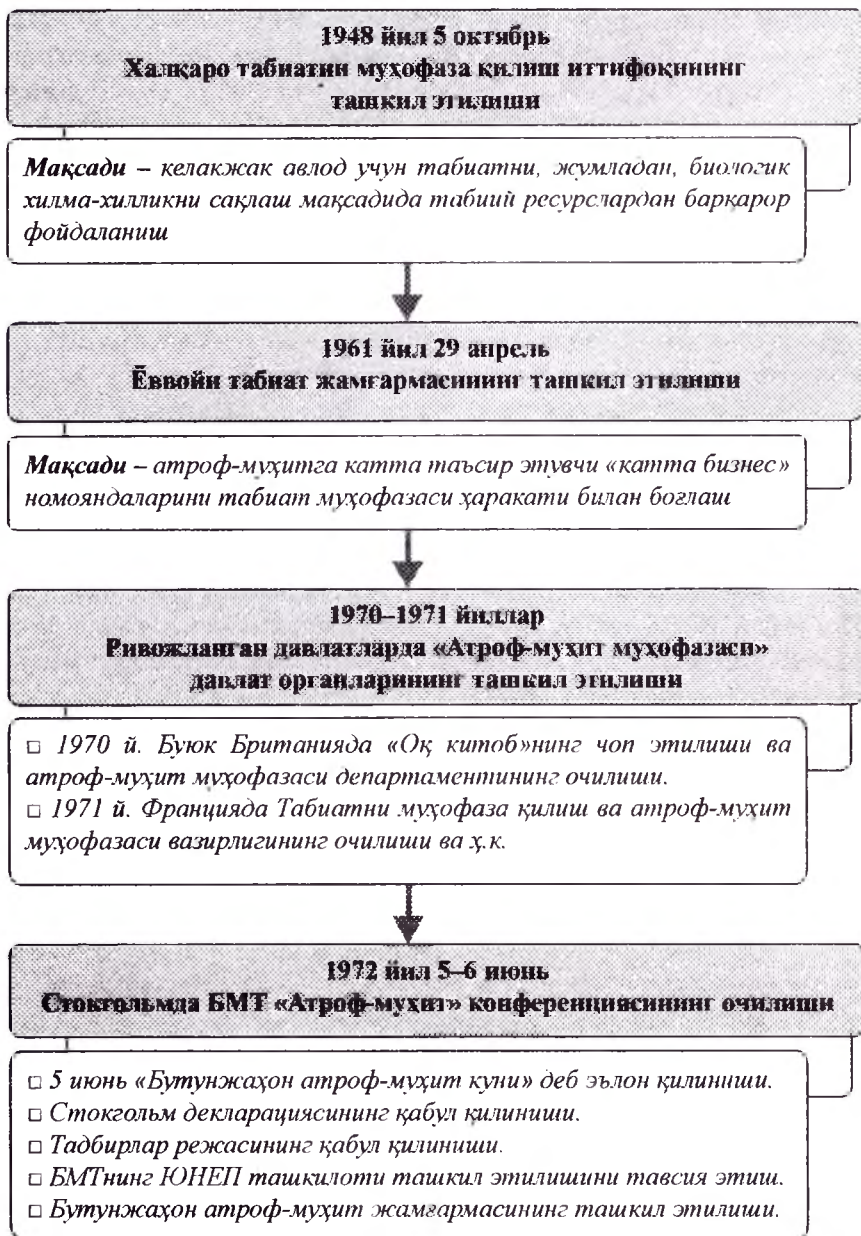 1948 йил 5 октябрь
Халқаро табиатни муҳофаза қилиш иттифоқининг
ташкил этилиши
Мақсади – келакжак авлод учун табиатни, жумладан, биологик
хилма-хилликни сақлаш мақсадида табиий ресурслардан барқарор
фойдаланиш
1961 йил 29 апрель
Ёввойи табиат жамғармасининг ташкил этилиши
Мақсади – атроф-муҳитга катта таъсир этувчи «катта бизнес»
номояндаларини табиат муҳофазаси ҳаракати билан боғлаш
1970–1971 йиллар
Ривожланган давлатларда «Атроф-муҳит муҳофазаси»
давлат органларининг ташкил этилиши
□ 1970 й. Буюк Британияда «Оқ китоб»нинг чоп этилиши ва
атроф-муҳит муҳофазаси департаментининг очилиши.
□ 1971 й. Францияда Табиатни муҳофаза қилиш ва атроф-муҳит
муҳофазаси вазирлигининг очилиши ва ҳ.к.
1972 йил 5–6 июнь
Стокгольмда БМТ «Атроф-муҳит» конференциясининг очилиши
□ 5 июнь «Бутунжаҳон атроф-муҳит куни» деб эълон қилиниши.
□ Стокгольм декларациясининг қабул қилиниши.
□ Тадбирлар режасининг қабул қилиниши.
□ БМТнинг ЮНЕП ташкилоти ташкил этилишини тавсия этиш.
□ Бутунжаҳон атроф-муҳит жамғармасининг ташкил этилиши.